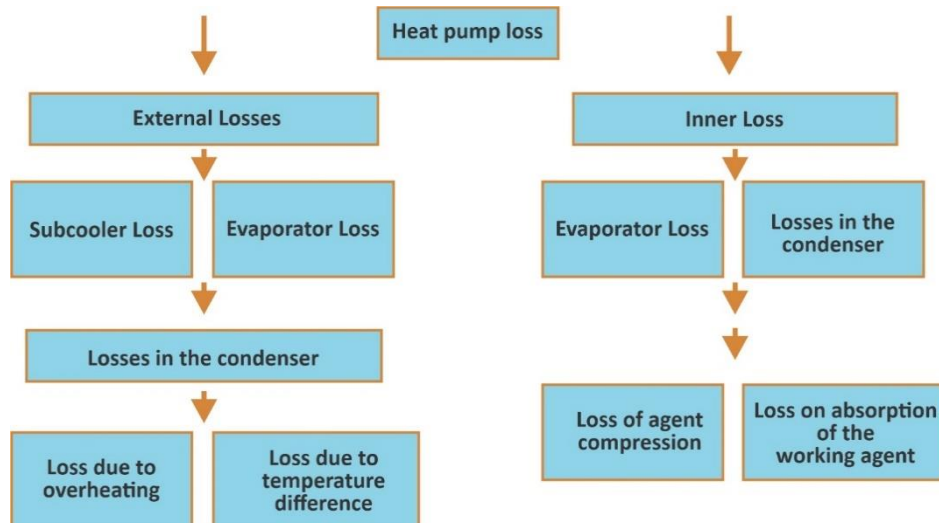 Heat pump loss
External Losses
Inner Loss
Subcooler Loss
Evaporator Loss
Evaporator Loss
Losses in the
condenser
Losses in the condenser
Loss due to
overheating
Loss due to
temperature
difference
Loss of agent
compression
Loss on absorption
of the
working agent